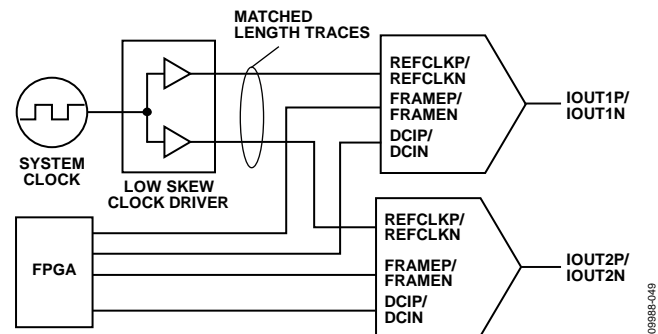 MATCHED
LENGTH TRACES
REFCLKP/
REFCLKN
FRAMEP/
FRAMEN
DCIP/
DCIN
IOUT1P/
IOUT1N
SYSTEM
CLOCK
LOW SKEW
CLOCK DRIVER
FPGA
REFCLKP/
REFCLKN
FRAMEP/
FRAMEN
DCIP/
DCIN
IOUT2P/
IOUT2N
09988-049